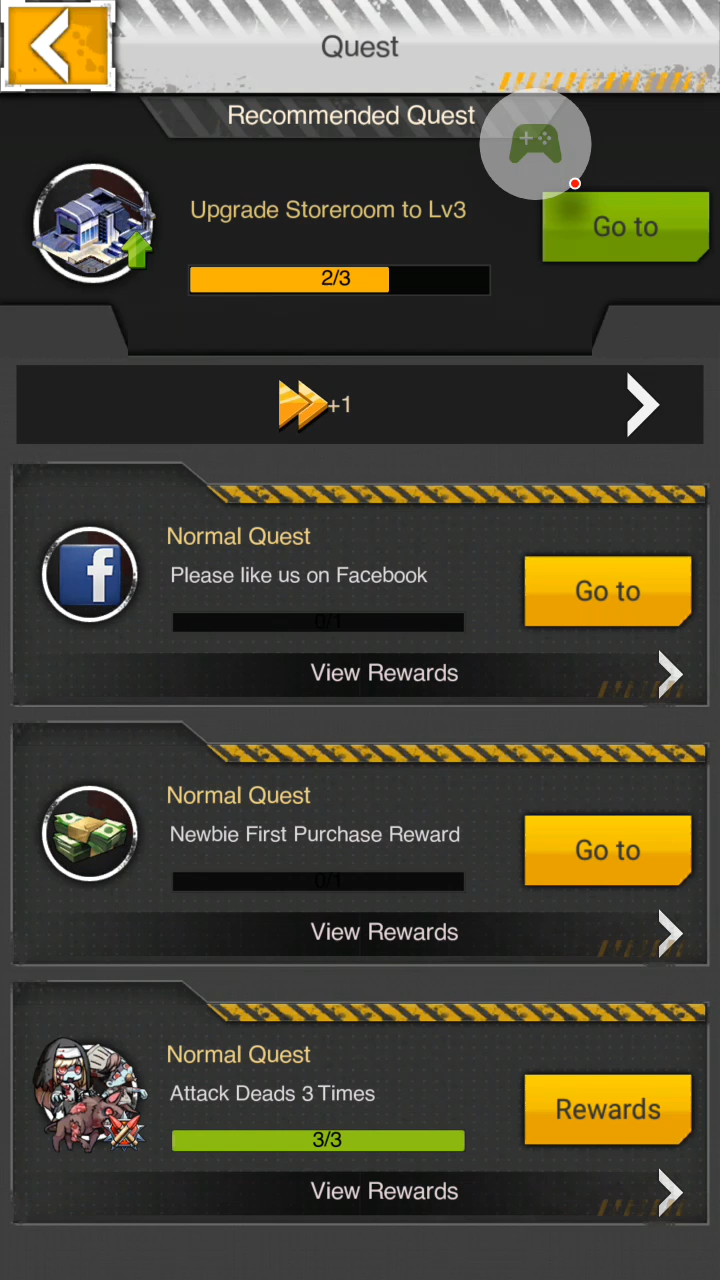 Quest
Recommended Quest
Upgrade Storeroom to Lv3
Go to
2/3
+1
Normal Quest
Please like us on Facebook
Go to
0/1
View Rewards
Normal Quest
Newbie First Purchase Reward
Go to
0/1
View Rewards
Normal Quest
Attack Deads 3 Times
Rewards
3/3
View Rewards